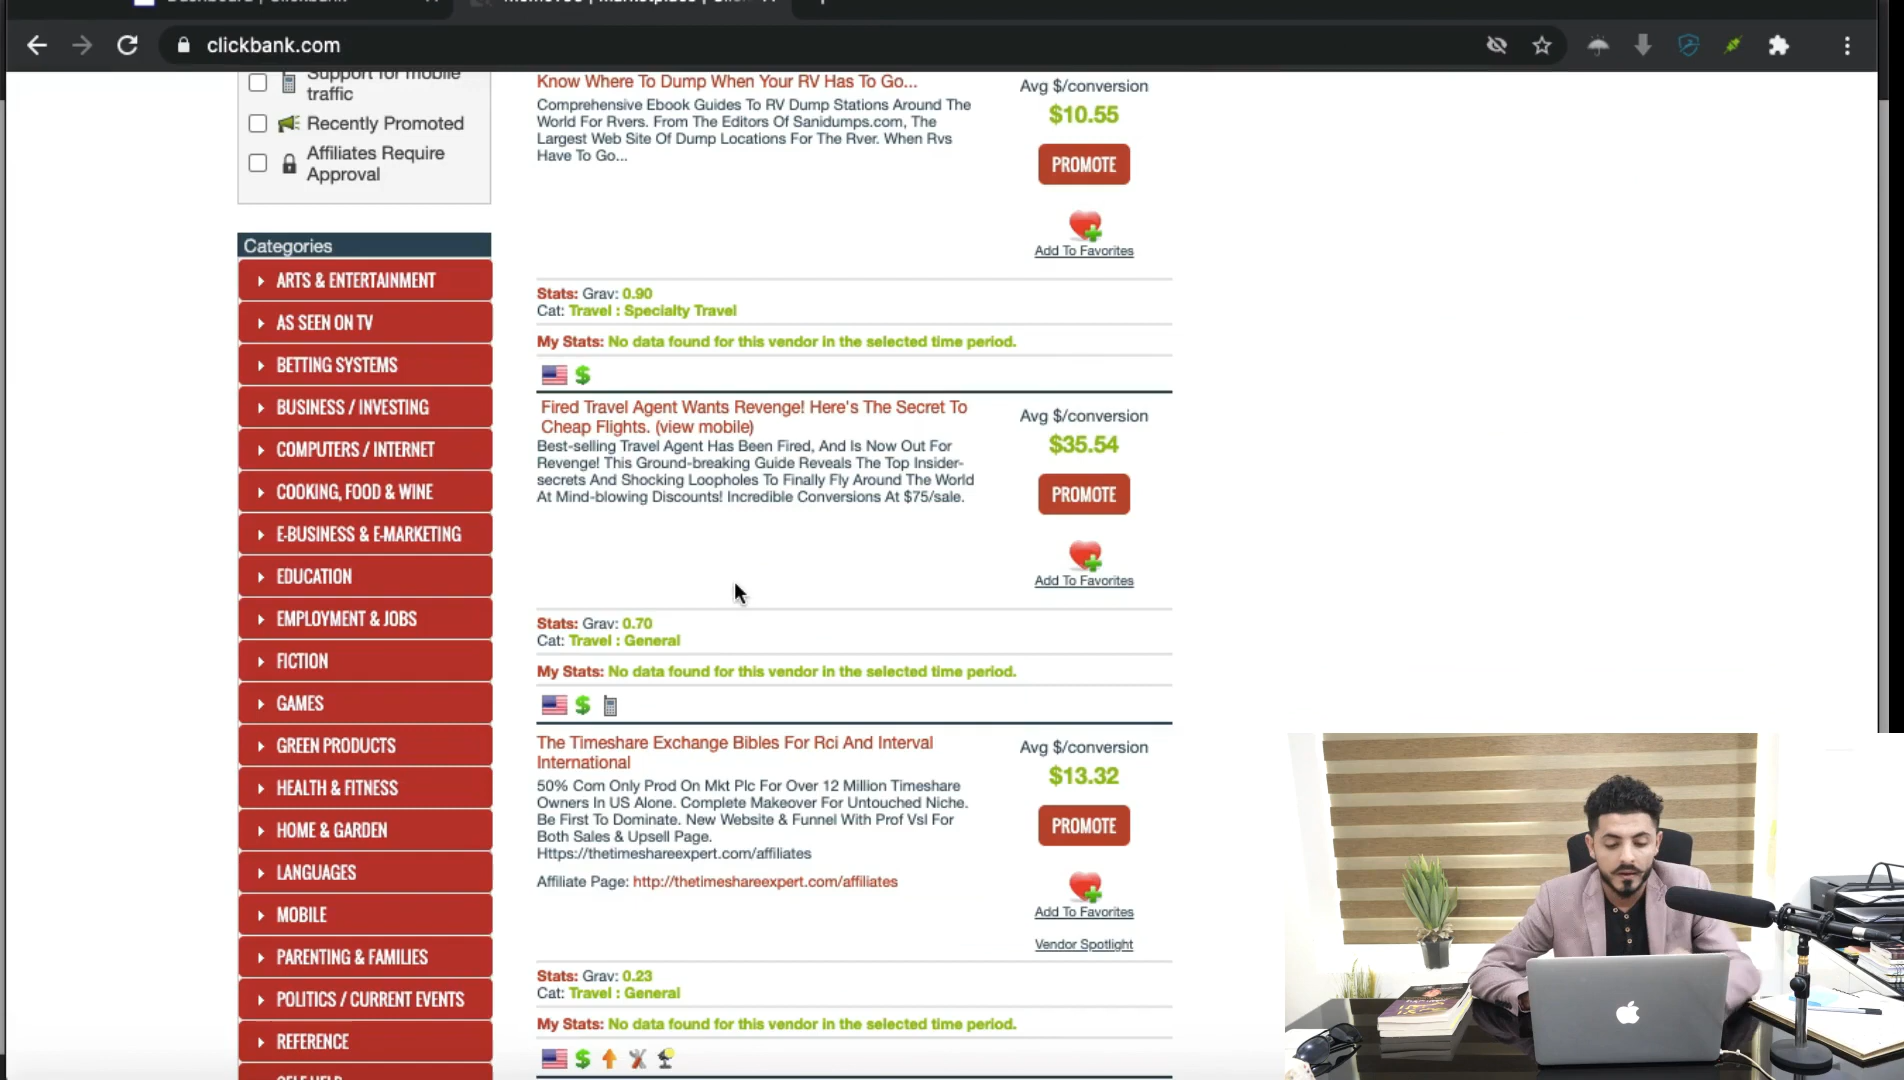 Dashboard | Clickbank
clickbank.com
Support for mobile
traffic
Recently Promoted
Affiliates Require
Approval
Categories
ARTS & ENTERTAINMENT
AS SEEN ON TV
BETTING SYSTEMS
BUSINESS / INVESTING
COMPUTERS / INTERNET
COOKING, FOOD & WINE
E-BUSINESS & E-MARKETING
EDUCATION
EMPLOYMENT & JOBS
FICTION
GAMES
GREEN PRODUCTS
HEALTH & FITNESS
HOME & GARDEN
LANGUAGES
MOBILE
PARENTING & FAMILIES
POLITICS / CURRENT EVENTS
REFERENCE
SELF HELP
Know Where To Dump When Your RV Has To Go...
Comprehensive Ebook Guides To RV Dump Stations Around The
World For Rvers. From The Editors Of Sanidumps.com, The
Largest Web Site Of Dump Locations For The Rver. When Rvs
Have To Go...
Avg $/conversion
$10.55
PROMOTE
Add To Favorites
Stats: Grav: 0.90
Cat: Travel : Specialty Travel
My Stats: No data found for this vendor in the selected time period.
Fired Travel Agent Wants Revenge! Here's The Secret To
Cheap Flights. (view mobile)
Best-selling Travel Agent Has Been Fired, And Is Now Out For
Revenge! This Ground-breaking Guide Reveals The Top Insider-
secrets And Shocking Loopholes To Finally Fly Around The World
At Mind-blowing Discounts! Incredible Conversions At $75/sale.
Avg $/conversion
$35.54
PROMOTE
Add To Favorites
Stats: Grav: 0.70
Cat: Travel : General
My Stats: No data found for this vendor in the selected time period.
The Timeshare Exchange Bibles For Rci And Interval
International
50% Com Only Prod On Mkt Plc For Over 12 Million Timeshare
Owners In US Alone. Complete Makeover For Untouched Niche.
Be First To Dominate. New Website & Funnel With Prof Vsl For
Both Sales & Upsell Page.
Https://thetimeshareexpert.com/affiliates
Affiliate Page: http://thetimeshareexpert.com/affiliates
Avg $/conversion
$13.32
PROMOTE
Add To Favorites
Vendor Spotlight
Stats: Grav: 0.23
Cat: Travel : General
My Stats: No data found for this vendor in the selected time period.